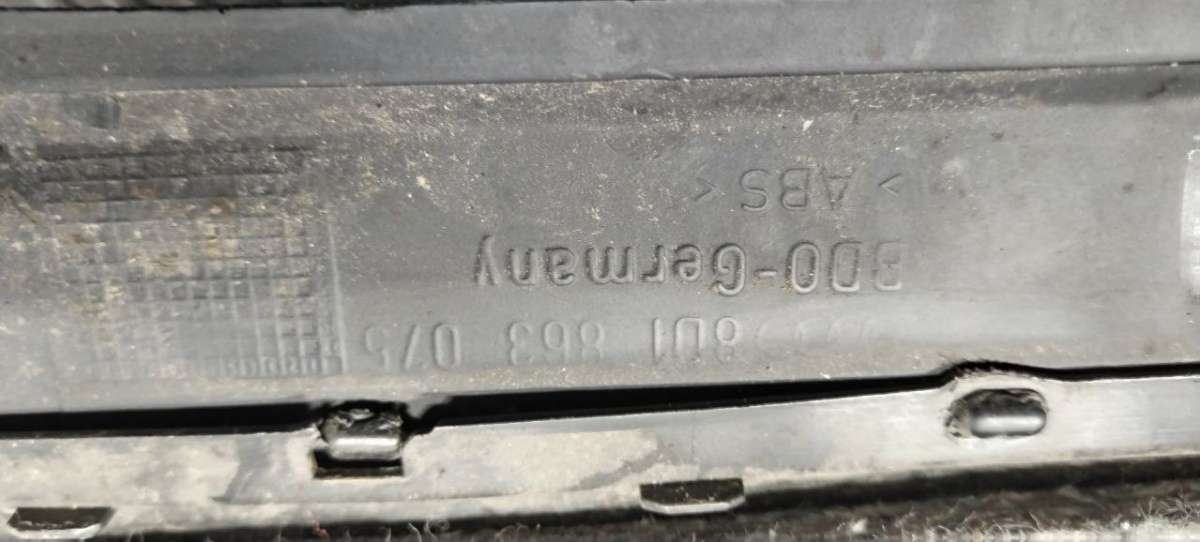 8D1 863 075
BDO-Germany
> ABS <